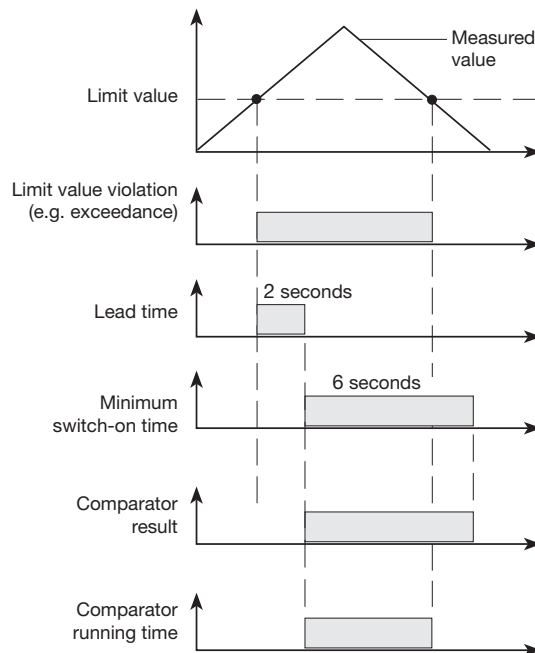 Measured
value
Limit value
Limit value violation
(e.g. exceedance)
2 seconds
Lead time
6 seconds
Minimum
switch-on time
Comparator
result
Comparator
running time